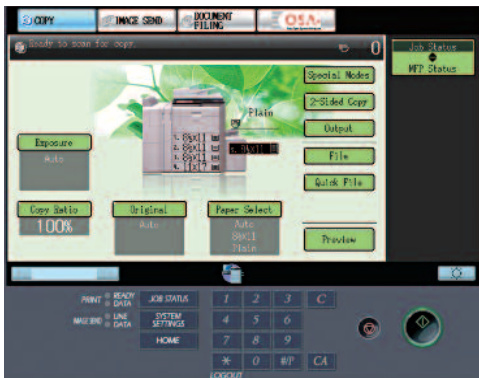 COPY
IMAGE SEND
DOCUMENT
FILING
OSA
Ready to scan for copy.
0
Job Status
MFP Status
Special Modes
2-Sided Copy
Output
File
Quick File
Preview
Plain
1. 8½x11
2. 8½x11
3. 8½x11
4. 11x17
Exposure
Auto
Copy Ratio
100%
Original
Auto
Paper Select
Auto
8½x11
Plain
PRINT
READY
DATA
IMAGE SEND
LINE
DATA
JOB STATUS
SYSTEM
SETTINGS
HOME
1 2 3 C
4 5 6
7 8 9
* 0 #/P CA
LOGOUT